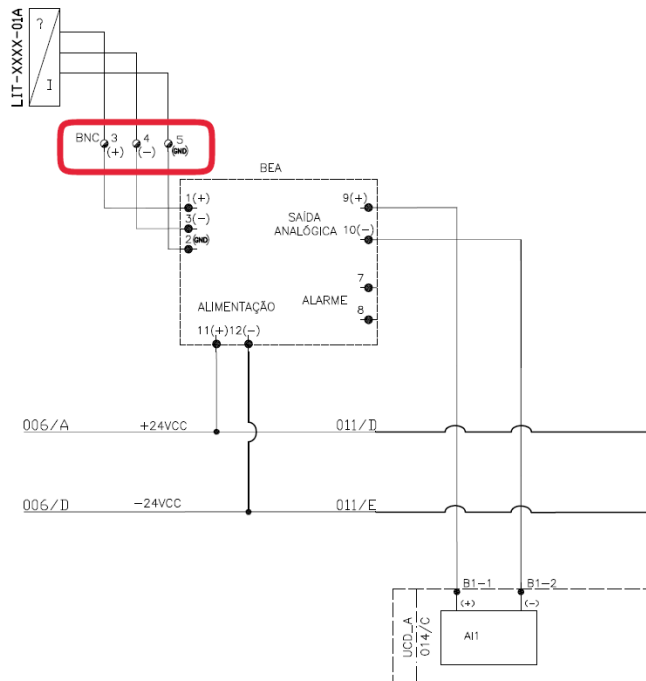 LIT-XXXX-01A
?
I
BNC 3 4 5
(+) (-) (GND)
BEA
1(+)
3(-)
2(GND)
9(+)
SAÍDA
ANALÓGICA
10(-)
7
ALARME
8
ALIMENTAÇÃO
11(+) 12(-)
006/A +24VCC 011/D
006/D -24VCC 011/E
B1-1 B1-2
(+) (-)
UCD_A
014/C
AI1